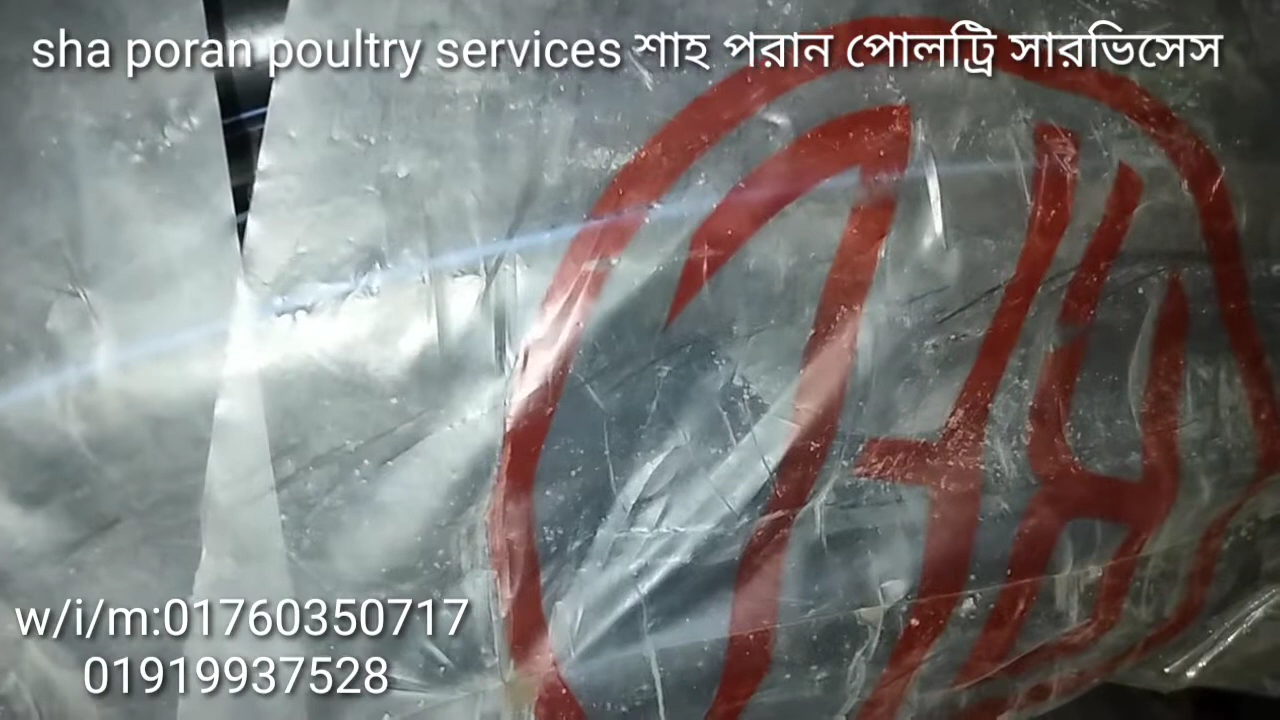 sha poran poultry services শাহ পরান পোলট্রি সারভিসেস
w/i/m:01760350717
01919937528